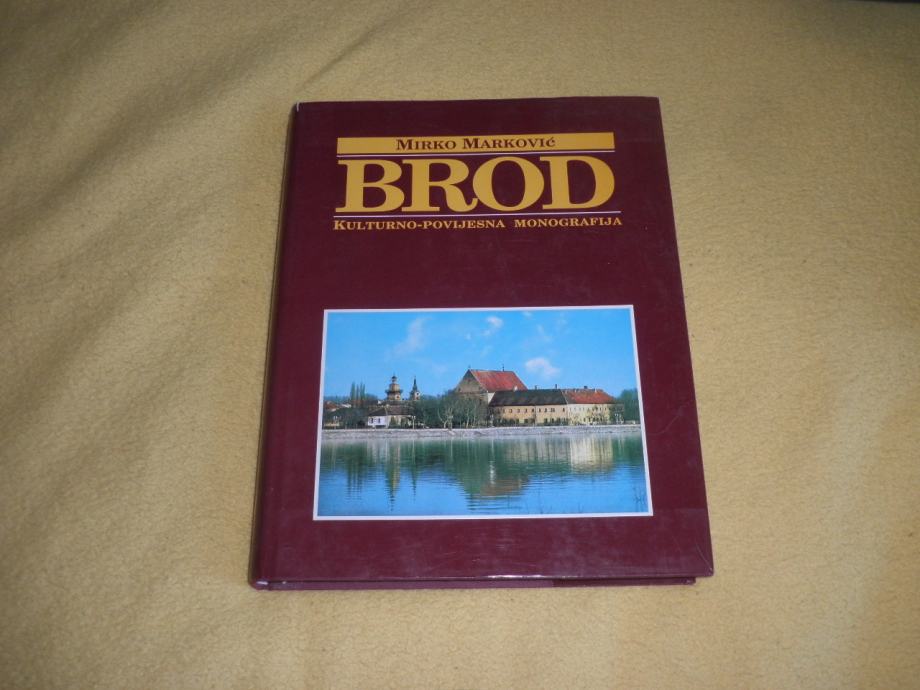 MIRKO MARKOVIĆ
BROD
KULTURNO-POVIJESNA MONOGRAFIJA